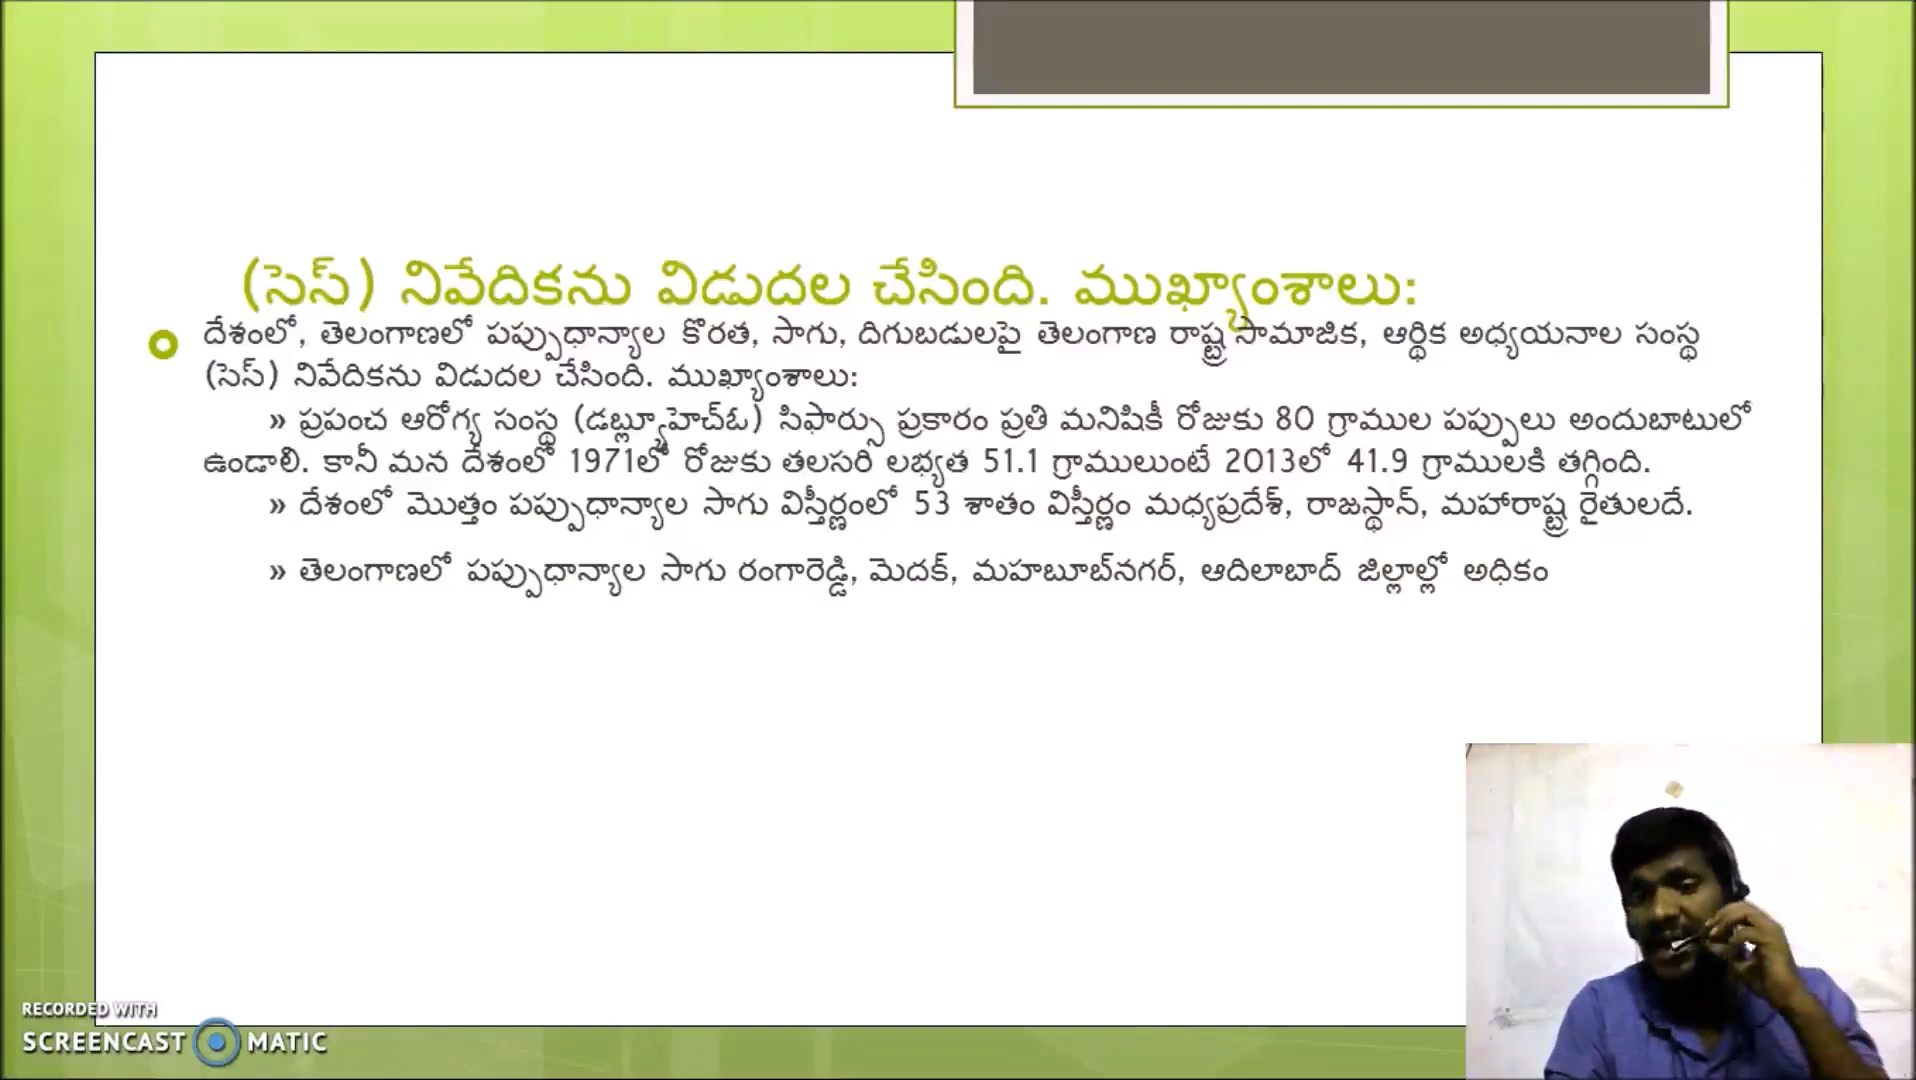 (సెస్) నివేదికను విడుదల చేసింది. ముఖ్యాంశాలు:
దేశంలో, తెలంగాణలో పప్పుధాన్యాల కొరత, సాగు, దిగుబడులపై తెలంగాణ రాష్ట్ర సామాజిక, ఆర్థిక అధ్యయనాల సంస్థ
(సెస్) నివేదికను విడుదల చేసింది. ముఖ్యాంశాలు:
» ప్రపంచ ఆరోగ్య సంస్థ (డబ్ల్యూహెచ్ఓ) సిఫార్సు ప్రకారం ప్రతి మనిషికీ రోజుకు 80 గ్రాముల పప్పులు అందుబాటులో
ఉండాలి. కానీ మన దేశంలో 1971లో రోజుకు తలసరి లభ్యత 51.1 గ్రాములుంటే 2013లో 41.9 గ్రాములకి తగ్గింది.
» దేశంలో మొత్తం పప్పుధాన్యాల సాగు విస్తీర్ణంలో 53 శాతం విస్తీర్ణం మధ్యప్రదేశ్, రాజస్థాన్, మహారాష్ట్ర రైతులదే.
» తెలంగాణలో పప్పుధాన్యాల సాగు రంగారెడ్డి, మెదక్, మహబూబ్‌నగర్, ఆదిలాబాద్ జిల్లాల్లో అధికం
RECORDED WITH
SCREENCAST MATIC